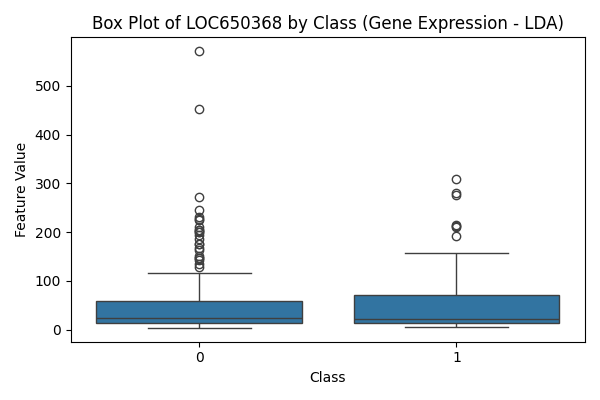 Box Plot of LOC650368 by Class (Gene Expression - LDA)
500
400
300
200
100
0
Feature Value
0
1
Class